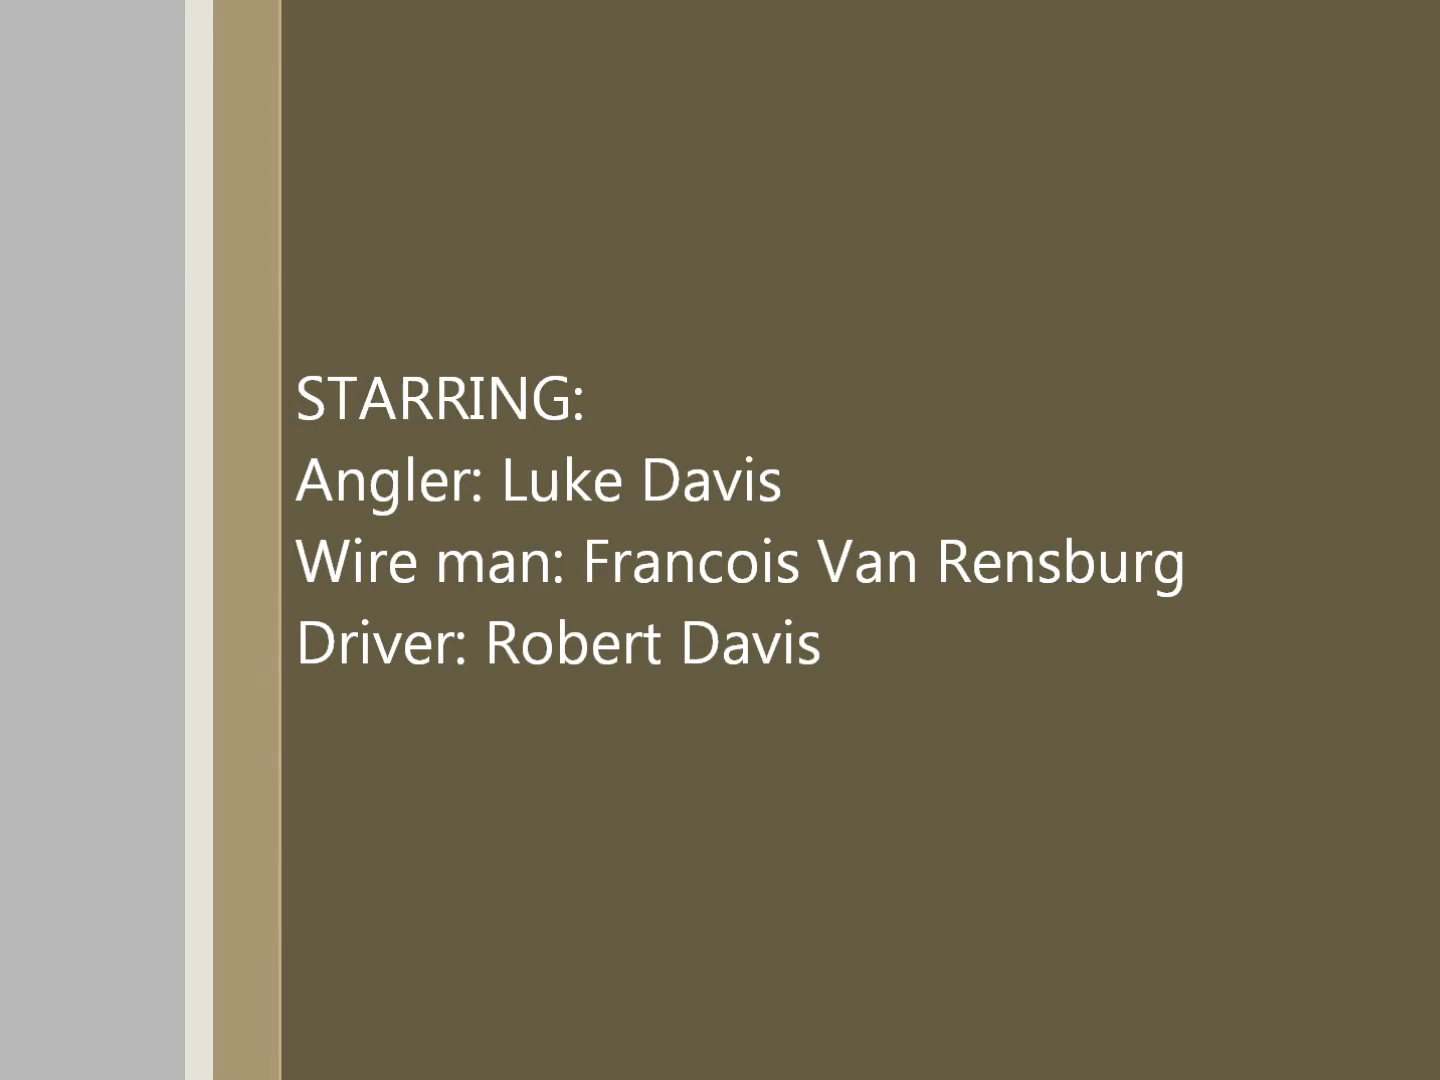 STARRING:
Angler: Luke Davis
Wire man: Francois Van Rensburg
Driver: Robert Davis